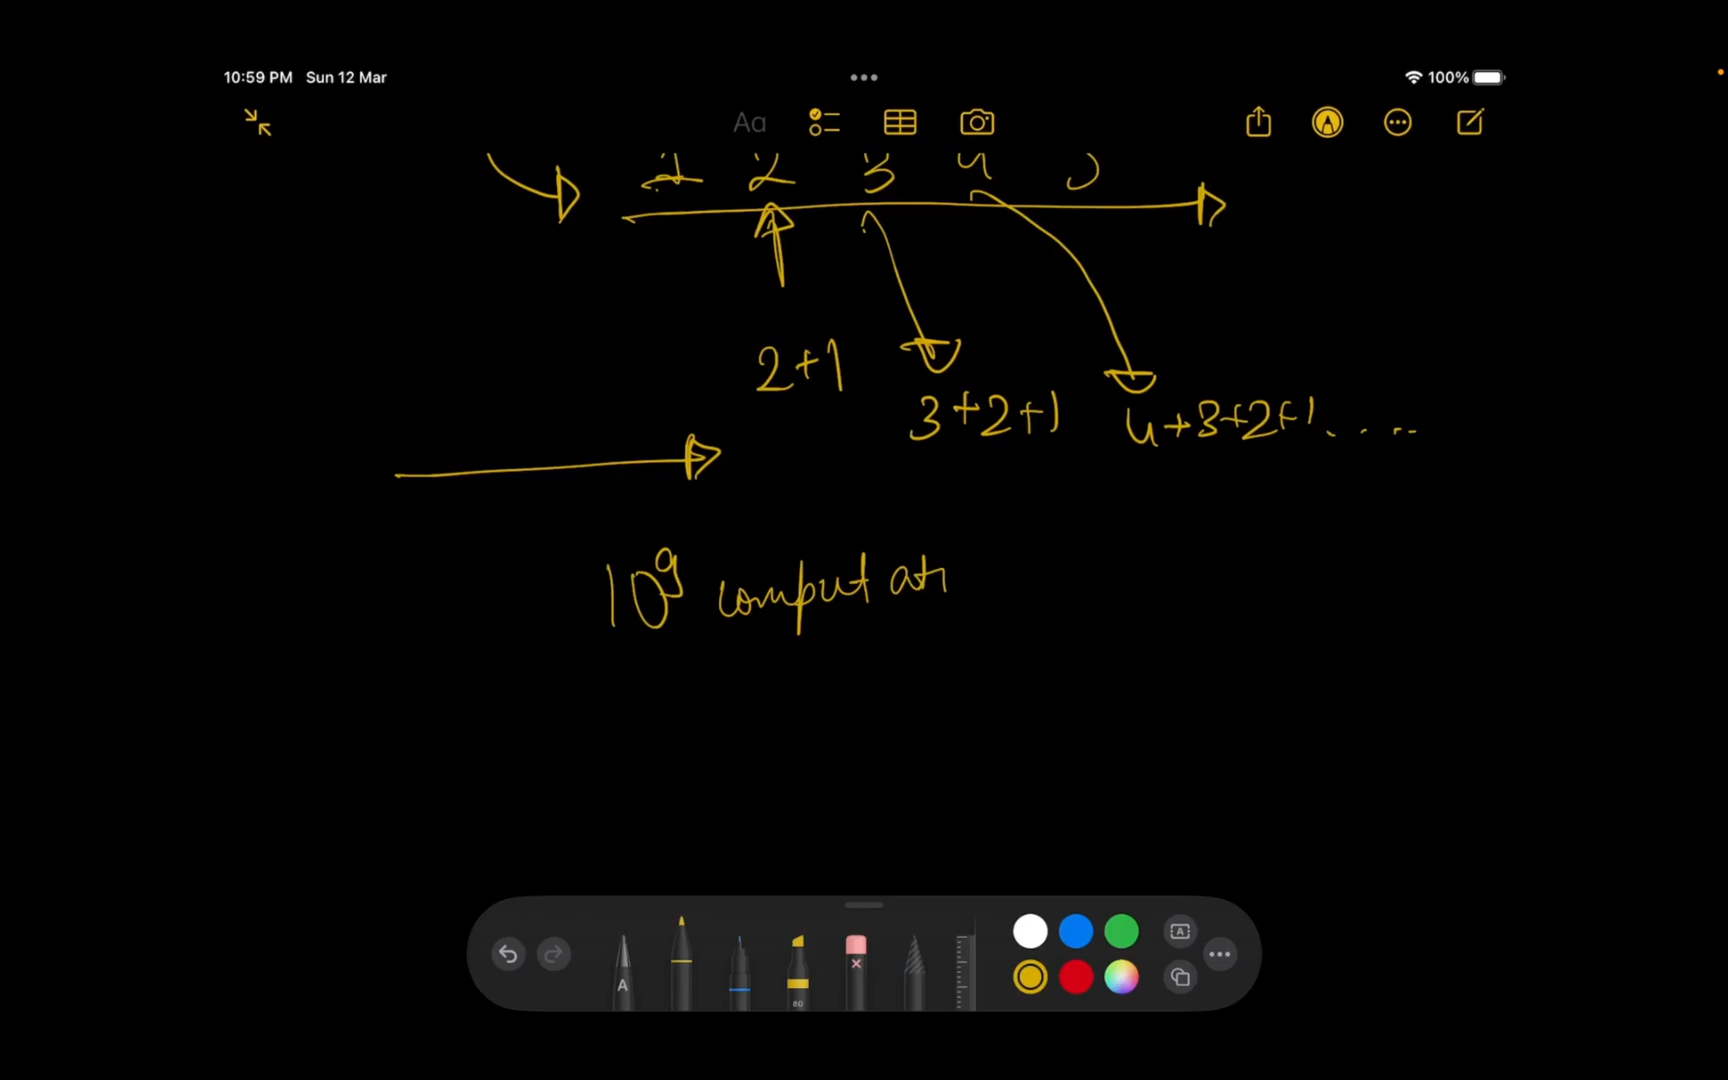 10:59 PM Sun 12 Mar
100%
Aa
1 2 3 4
2+1
3+2+1
4+3+2+1.....
10^9 computati
A
80
A